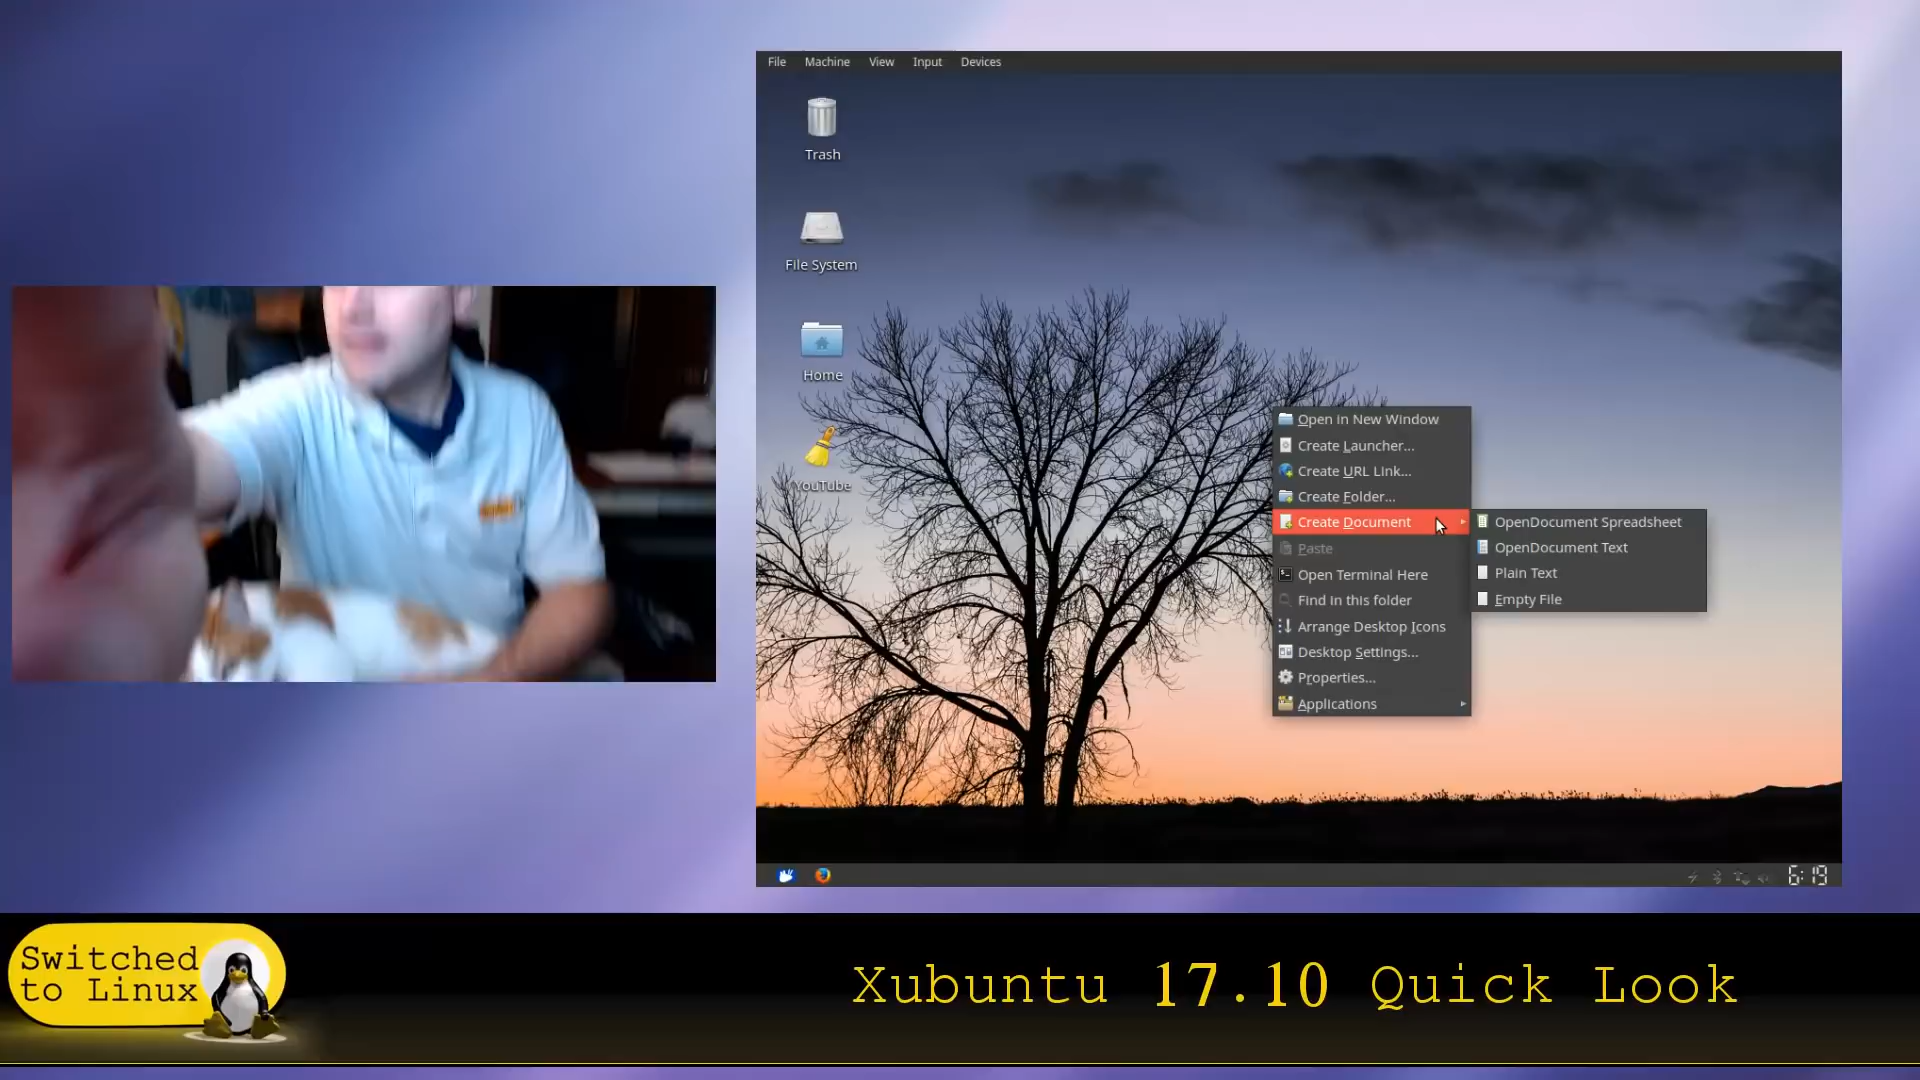 File Machine View Input Devices
Trash
File System
Home
YouTube
Open in New Window
Create Launcher...
Create URL Link...
Create Folder...
Create Document
Paste
Open Terminal Here
Find in this folder
Arrange Desktop Icons
Desktop Settings...
Properties...
Applications
OpenDocument Spreadsheet
OpenDocument Text
Plain Text
Empty File
6:19
Switched
to Linux
Xubuntu 17.10 Quick Look